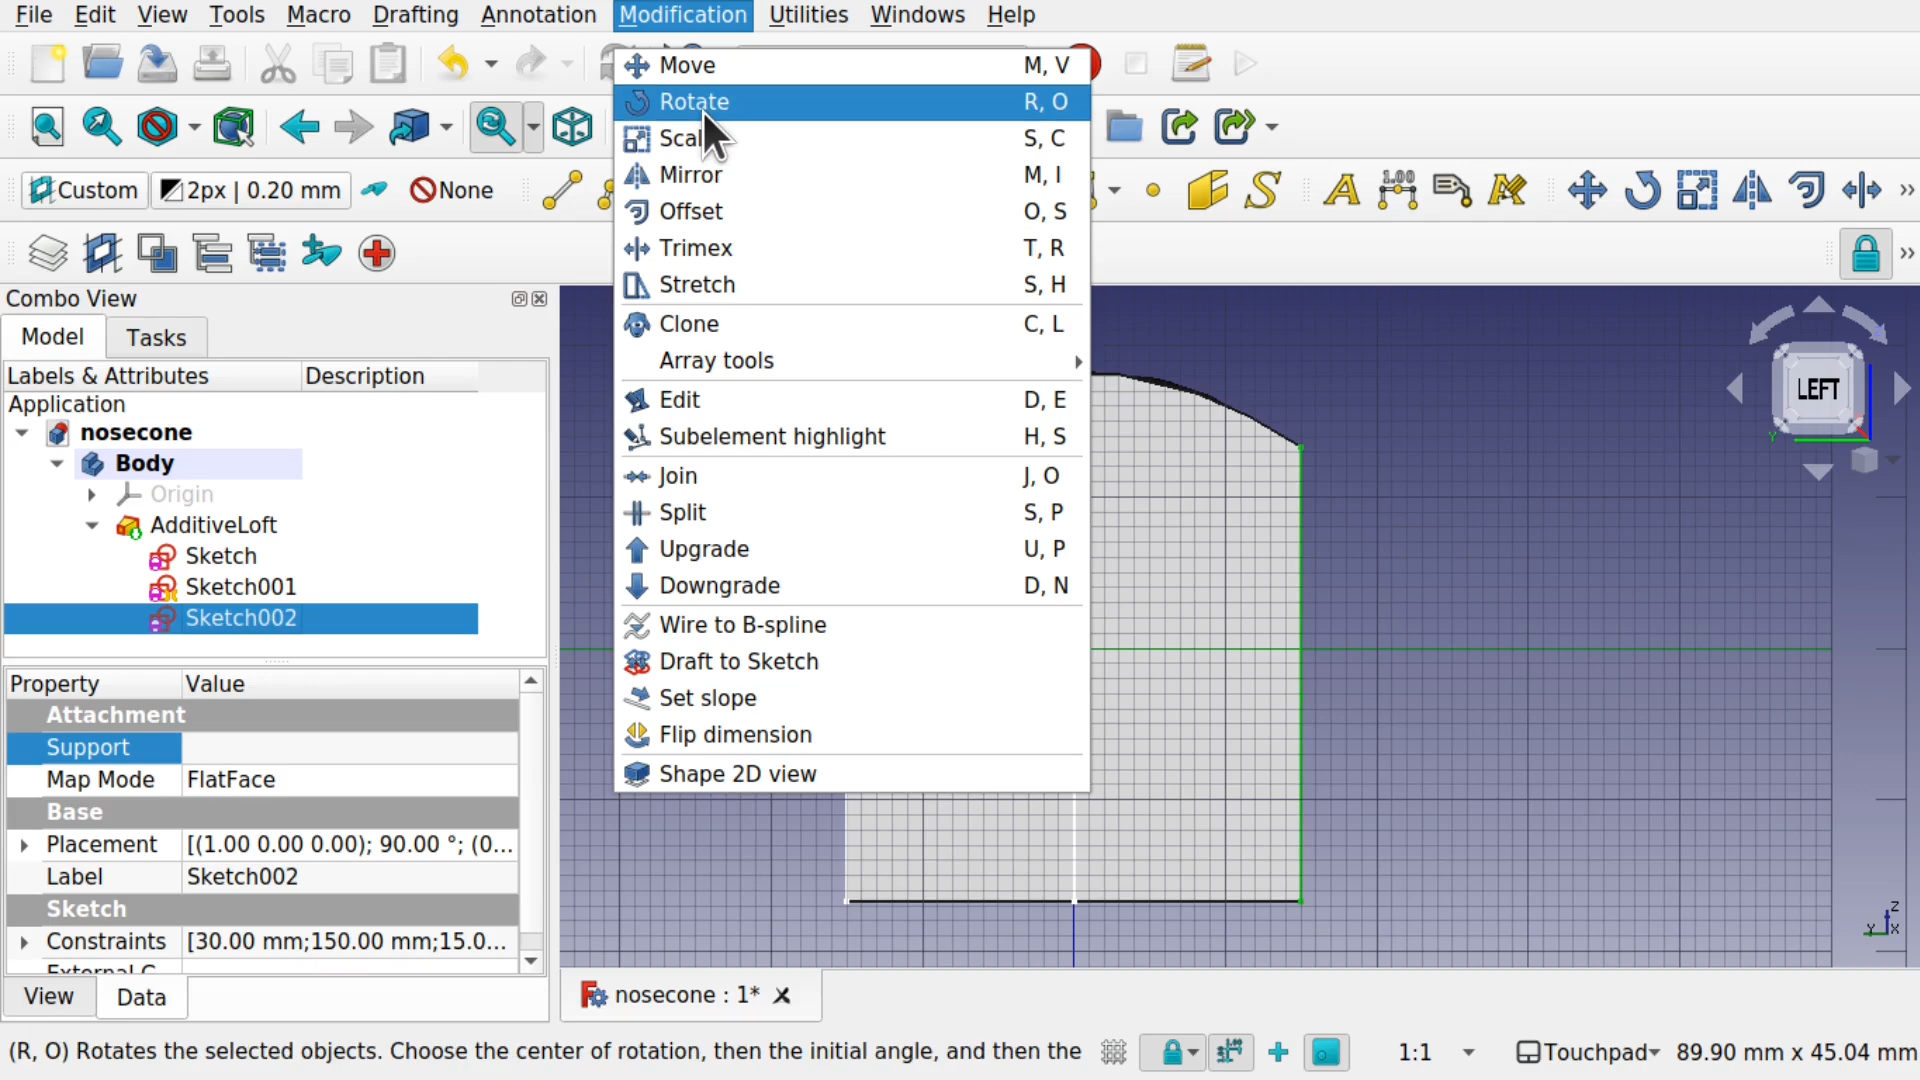 File Edit View Tools Macro Drafting Annotation Modification Utilities Windows Help
Move M, V
Rotate R, O
Scal S, C
Mirror M, I
Offset O, S
Trimex T, R
Stretch S, H
Clone C, L
Array tools
Edit D, E
Subelement highlight H, S
Join J, O
Split S, P
Upgrade U, P
Downgrade D, N
Wire to B-spline
Draft to Sketch
Set slope
Flip dimension
Shape 2D view
Custom 2px | 0.20 mm None
1.00
Combo View
Model Tasks
Labels & Attributes Description
Application
nosecone
Body
Origin
AdditiveLoft
Sketch
Sketch001
Sketch002
Property Value
Attachment
Support
Map Mode FlatFace
Base
Placement [(1.00 0.00 0.00); 90.00 °; (0...
Label Sketch002
Sketch
Constraints [30.00 mm;150.00 mm;15.0...
View Data
LEFT
Y
Z
Y X
nosecone : 1*
(R, O) Rotates the selected objects. Choose the center of rotation, then the initial angle, and then the
1:1 Touchpad 89.90 mm x 45.04 mm